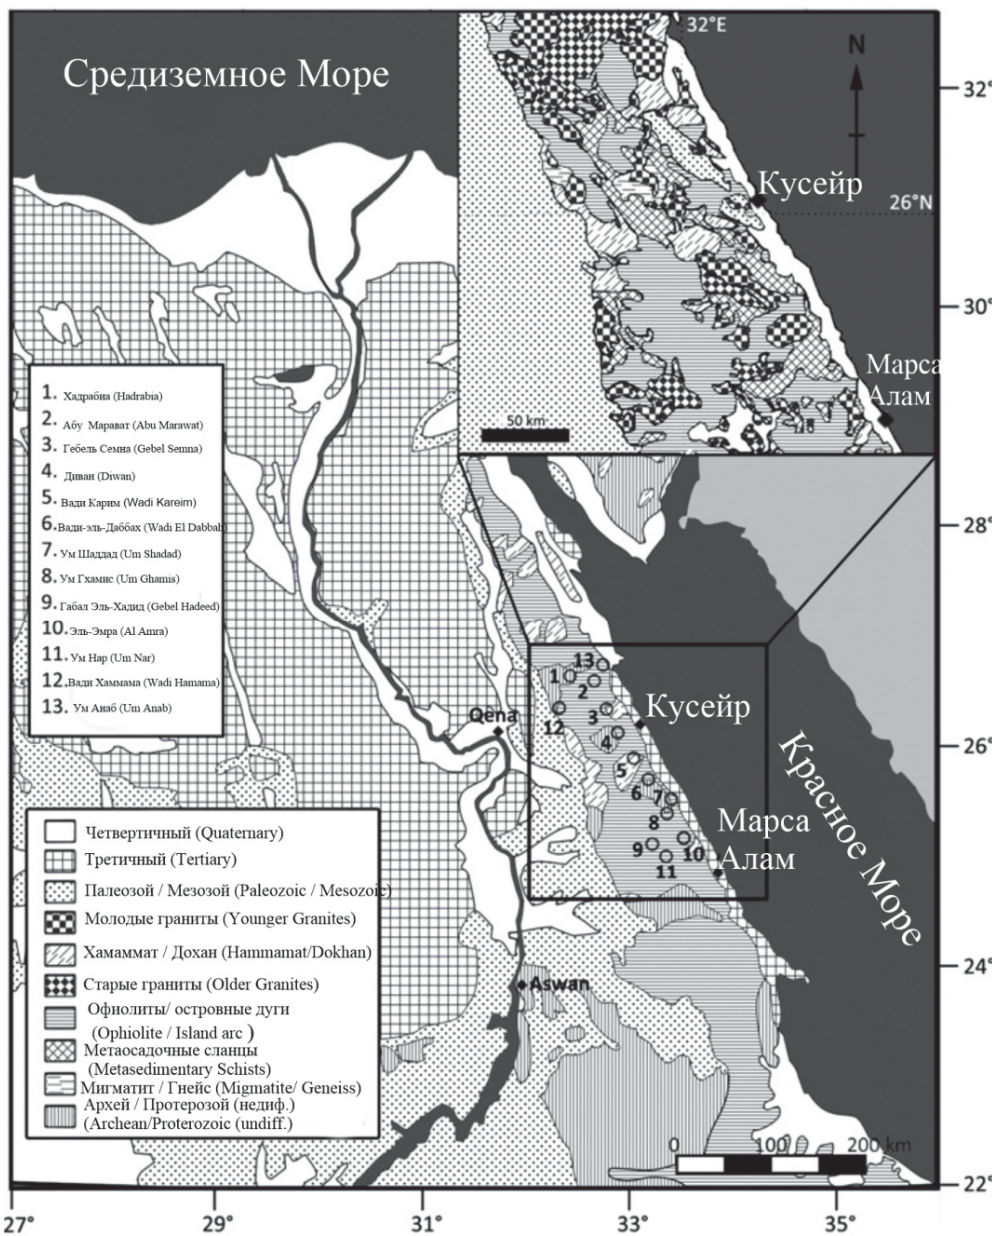 Средиземное Море
32°E
N
32°
Кусейр
26°N
30°
Марса
Алам
50 km
1. Хадрабиа (Hadrabia)
2. Абу Марават (Abu Marawat)
3. Гебель Семна (Gebel Semna)
4. Диван (Diwan)
5. Вади Карим (Wadi Kareim)
6. Вади-эль-Даббах (Wadi El Dabbah)
7. Ум Шаддад (Um Shadad)
8. Ум Гхамис (Um Ghamis)
9. Габал Эль-Хадид (Gebel Hadeed)
10. Эль-Эмра (Al Amra)
11. Ум Нар (Um Nar)
12. Вади Хаммама (Wadi Hamama)
13. Ум Анаб (Um Anab)
28°
13
1
2
12
3
4
5
6
7
8
9
10
11
Qena
Кусейр
26°
Марса
Алам
Красное Море
24°
Aswan
Четвертичный (Quaternary)
Третичный (Tertiary)
Палеозой / Мезозой (Paleozoic / Mesozoic)
Молодые граниты (Younger Granites)
Хамаммат / Дохан (Hammamat/Dokhan)
Старые граниты (Older Granites)
Офиолиты/ островные дуги
(Ophiolite / Island arc )
Метаосадочные сланцы
(Metasedimentary Schists)
Мигматит / Гнейс (Migmatite/ Geneiss)
Архей / Протерозой (недиф.)
(Archean/Proterozoic (undiff.)
0 100 200 km
22°
27° 29° 31° 33° 35°